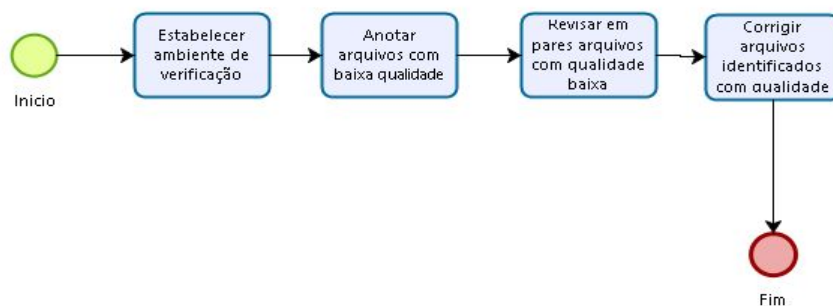 Inicio
Estabelecer
ambiente de
verificação
Anotar
arquivos com
baixa qualidade
Revisar em
pares arquivos
com qualidade
baixa
Corrigir
arquivos
identificados
com qualidade
Fim